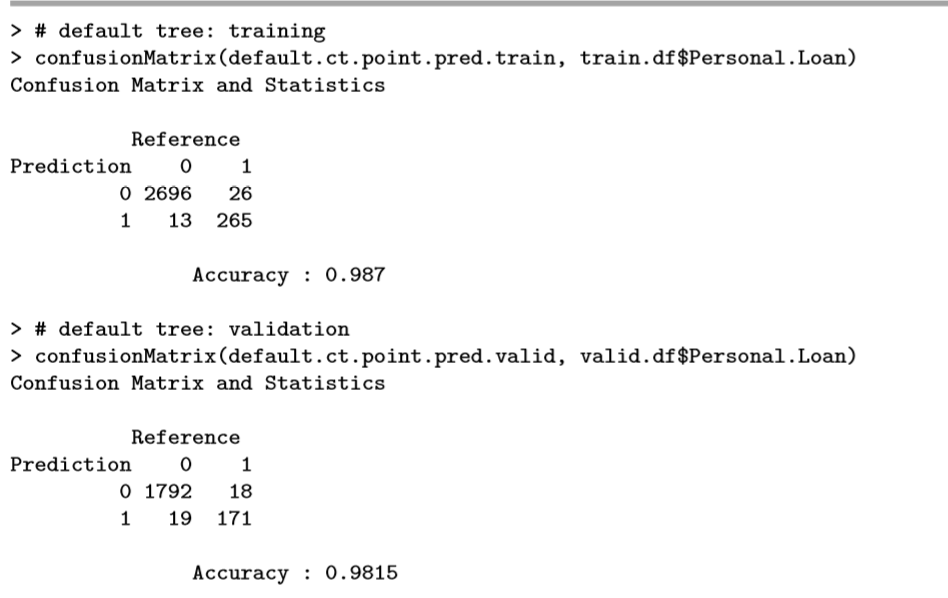 > # default tree: training
> confusionMatrix(default.ct.point.pred.train, train.df$Personal.Loan)
Confusion Matrix and Statistics
Reference
Prediction 0 1
0 2696 26
1 13 265
Accuracy : 0.987
> # default tree: validation
> confusionMatrix(default.ct.point.pred.valid, valid.df$Personal.Loan)
Confusion Matrix and Statistics
Reference
Prediction 0 1
0 1792 18
1 19 171
Accuracy : 0.9815